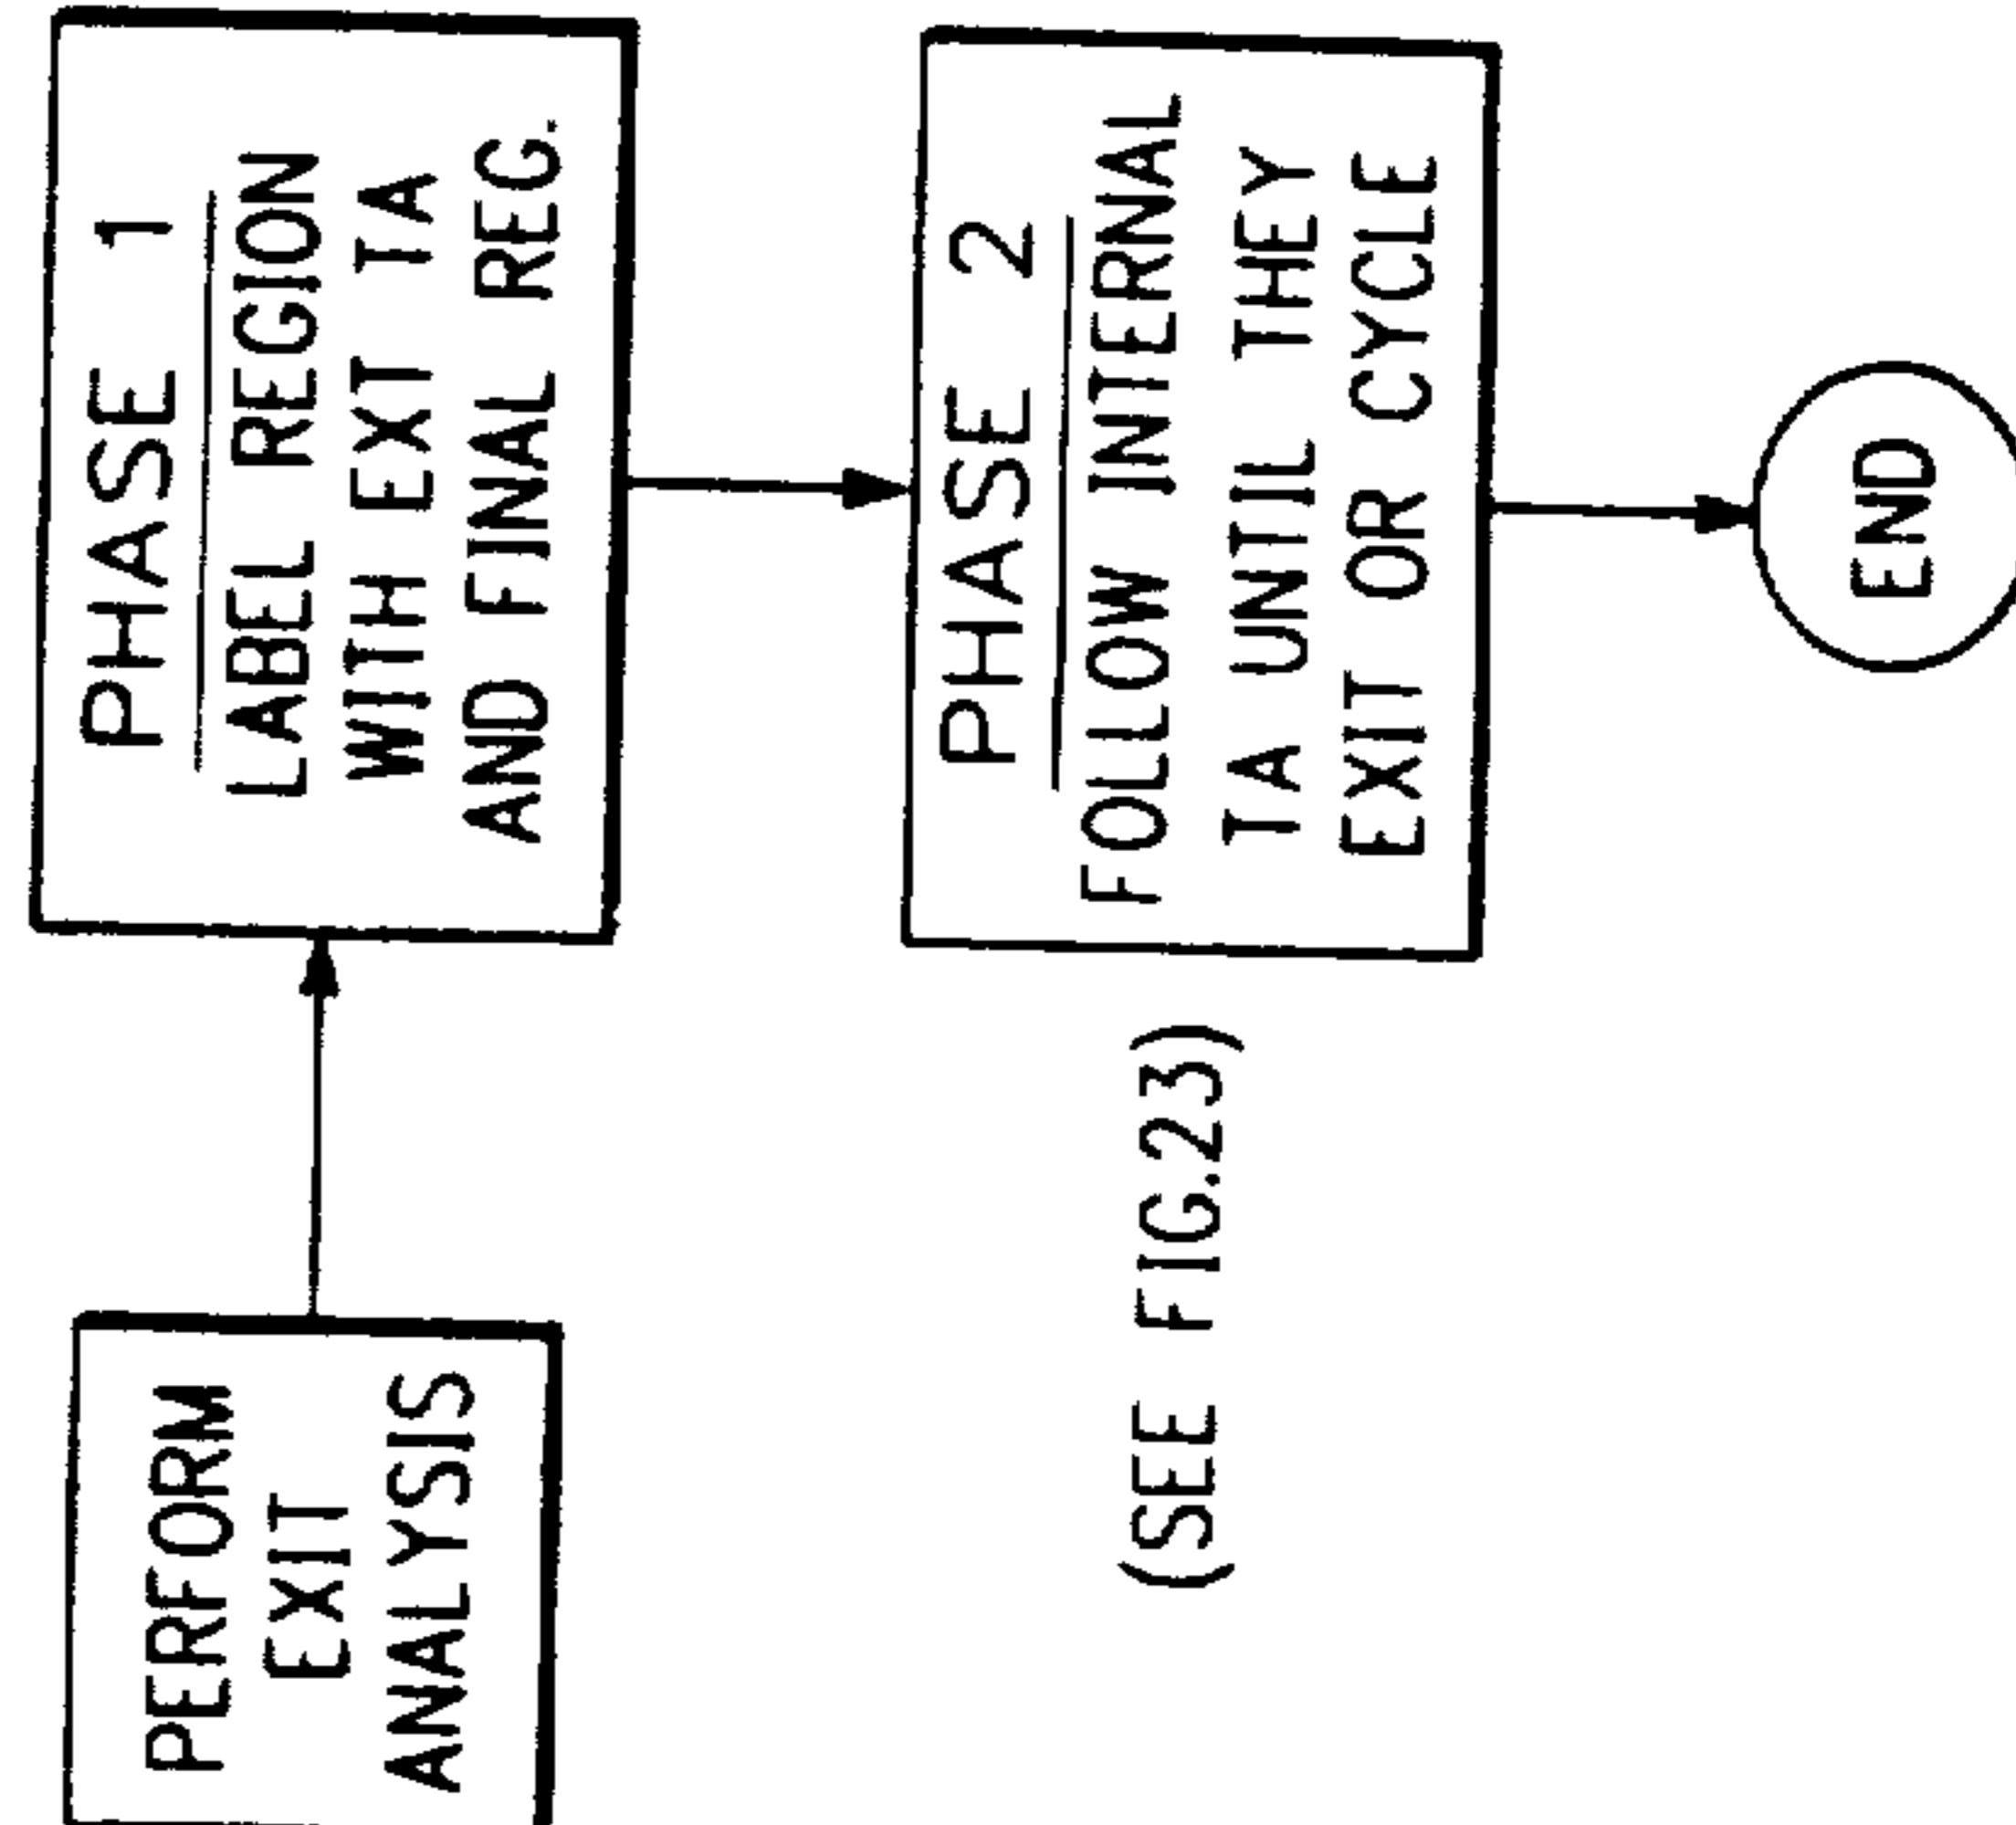 PERFORM
EXIT
ANALYSIS
PHASE 1
LABEL REGION
WITH EXT TA
AND FINAL REG.
(SEE FIG.23)
PHASE 2
FOLLOW INTERNAL
TA UNTIL THEY
EXIT OR CYCLE
END